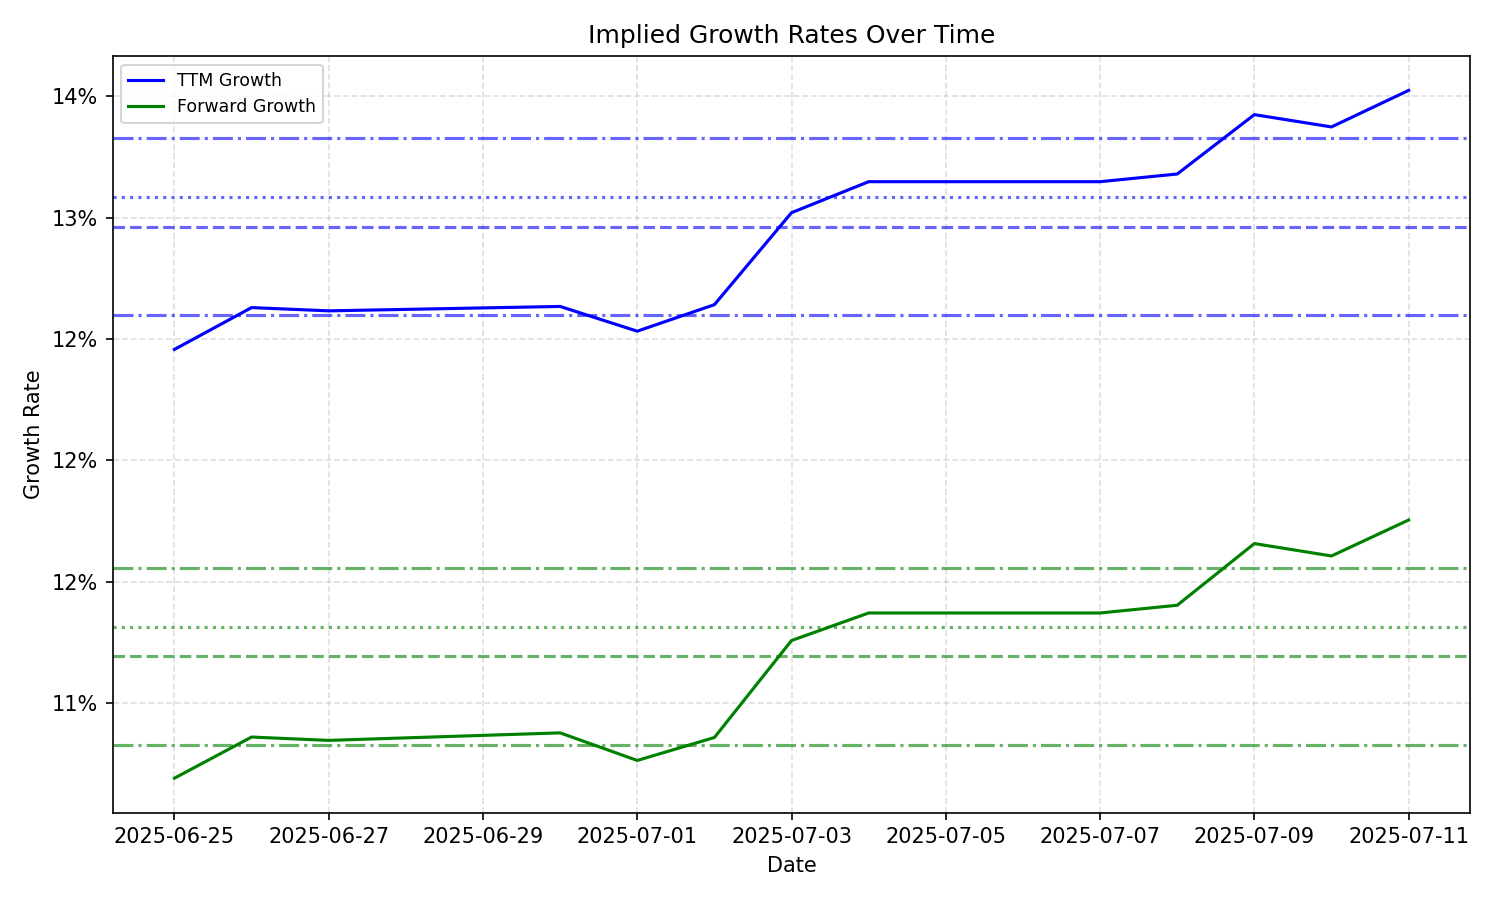 Implied Growth Rates Over Time
TTM Growth
Forward Growth
14%
13%
12%
12%
12%
11%
Growth Rate
2025-06-25 2025-06-27 2025-06-29 2025-07-01 2025-07-03 2025-07-05 2025-07-07 2025-07-09 2025-07-11
Date